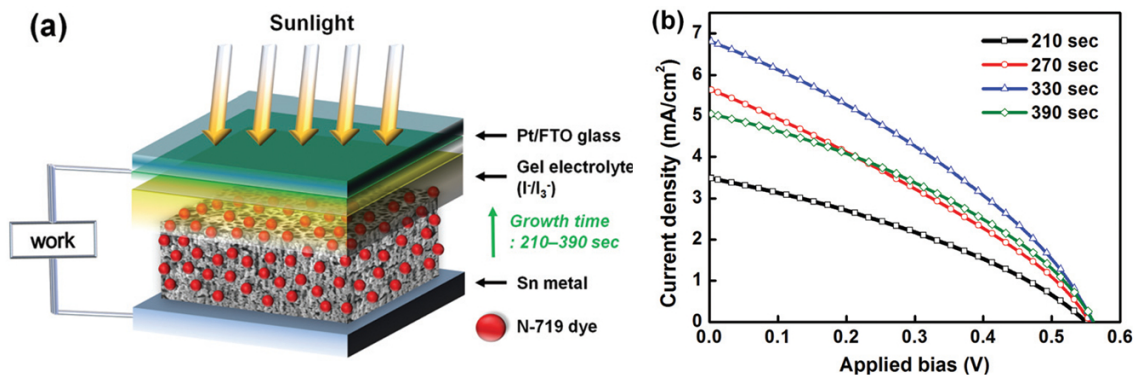 (a)
Sunlight
Pt/FTO glass
Gel electrolyte
(I⁻/I₃⁻)
Growth time
: 210–390 sec
work
Sn metal
N-719 dye
(b)
Current density (mA/cm²)
7
6
5
4
3
2
1
0
0.0 0.1 0.2 0.3 0.4 0.5 0.6
Applied bias (V)
210 sec
270 sec
330 sec
390 sec